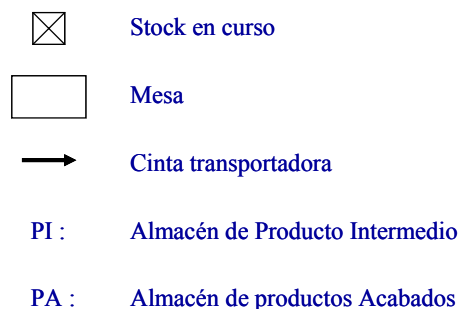 Stock en curso
Mesa
Cinta transportadora
PI : Almacén de Producto Intermedio
PA : Almacén de productos Acabados